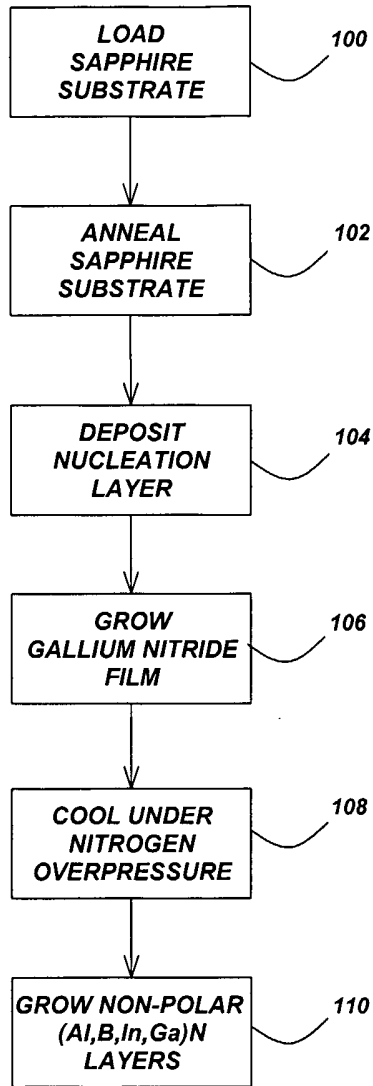 LOAD
SAPPHIRE
SUBSTRATE
100
ANNEAL
SAPPHIRE
SUBSTRATE
102
DEPOSIT
NUCLEATION
LAYER
104
GROW
GALLIUM NITRIDE
FILM
106
COOL UNDER
NITROGEN
OVERPRESSURE
108
GROW NON-POLAR
(Al,B,In,Ga)N
LAYERS
110